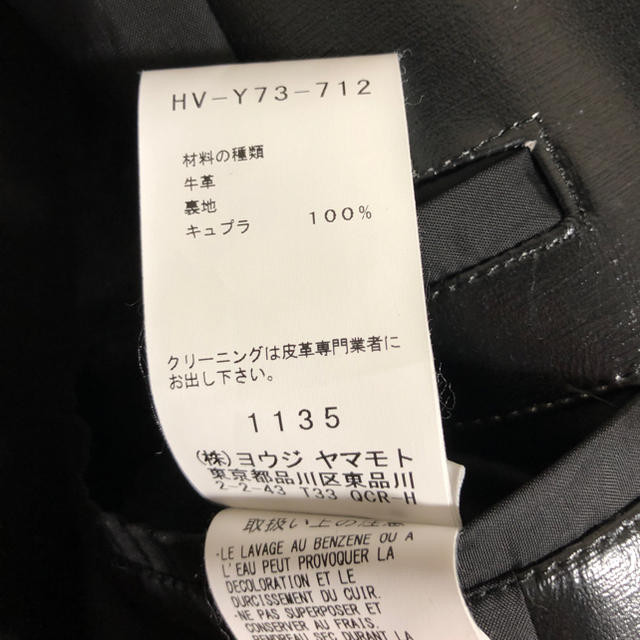 HV-Y73-712
材料の種類
牛革
裏地
キュプラ 100%
クリーニングは皮革専門業者に
お出し下さい。
1135
(株)ヨウジ ヤマモト
東京都品川区東品川
2-2-43 T33 QCR-H
取扱い上の注意
-LE LAVAGE AU BENZENE OU A
L'EAU PEUT PROVOQUER LA
DECOLORATION ET LE
DURCISSEMENT DU CUIR.
-NE PAS SUPERPOSER ET
CONSERVER AU FRAIS.
DURANT LA